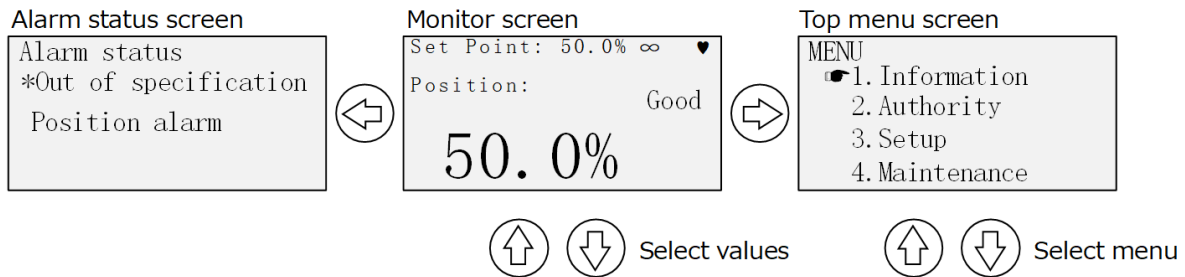 Alarm status screen
Alarm status
*Out of specification
Position alarm
Monitor screen
Set Point: 50.0% ∞ ♥
Position:
Good
50.0%
Select values
Top menu screen
MENU
☛1.Information
2.Authority
3.Setup
4.Maintenance
Select menu